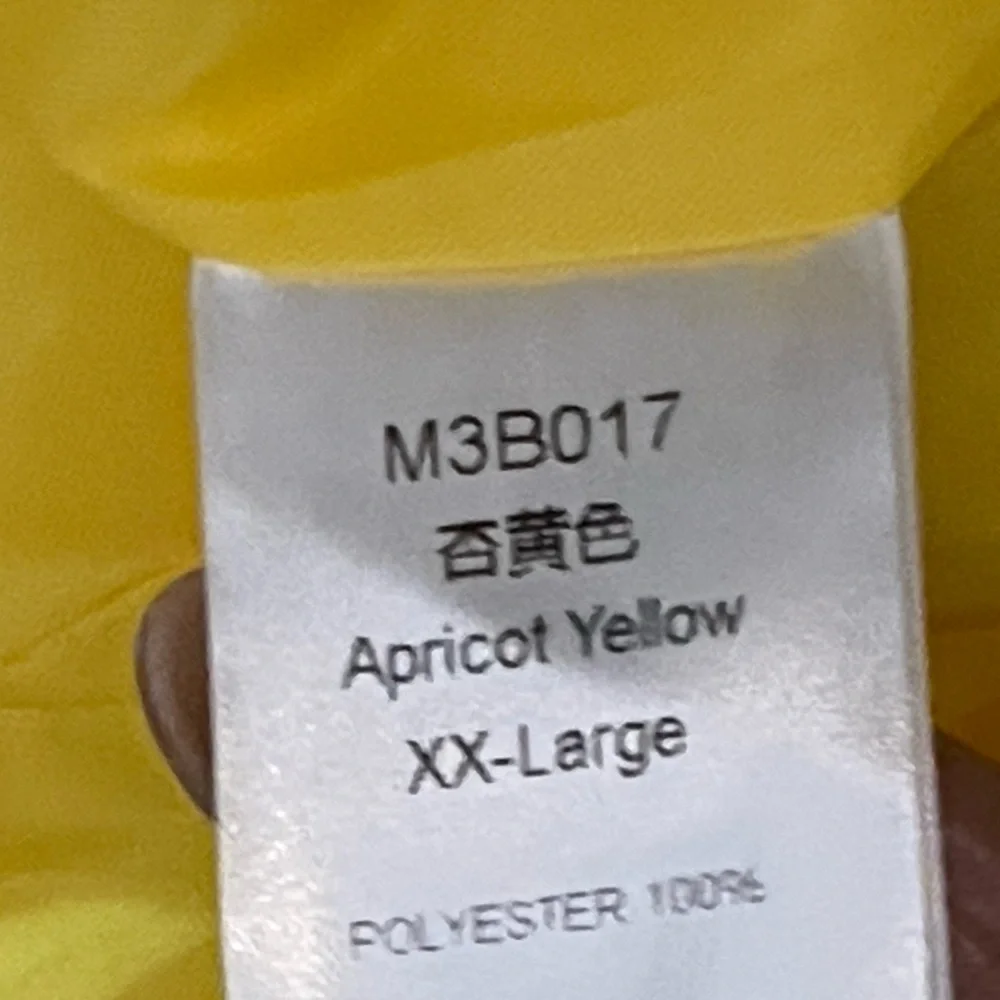 M3B017
杏黃色
Apricot Yellow
XX-Large
POLYESTER 100%